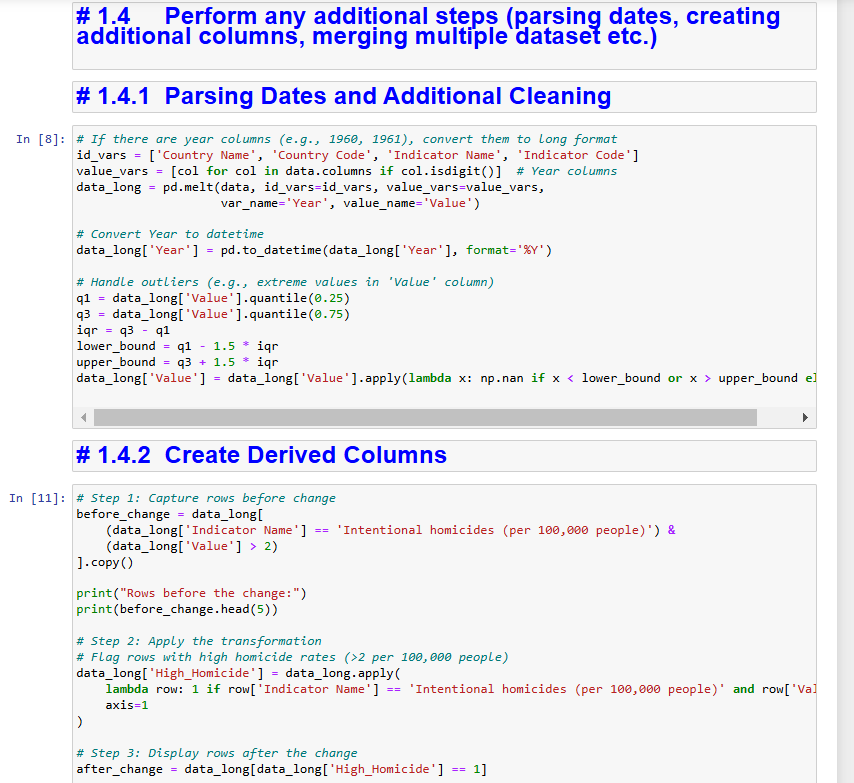 # 1.4 Perform any additional steps (parsing dates, creating
additional columns, merging multiple dataset etc.)
# 1.4.1 Parsing Dates and Additional Cleaning
In [8]:
# If there are year columns (e.g., 1960, 1961), convert them to long format
id_vars = ['Country Name', 'Country Code', 'Indicator Name', 'Indicator Code']
value_vars = [col for col in data.columns if col.isdigit()]  # Year columns
data_long = pd.melt(data, id_vars=id_vars, value_vars=value_vars,
                    var_name='Year', value_name='Value')
# Convert Year to datetime
data_long['Year'] = pd.to_datetime(data_long['Year'], format='%Y')
# Handle outliers (e.g., extreme values in 'Value' column)
q1 = data_long['Value'].quantile(0.25)
q3 = data_long['Value'].quantile(0.75)
iqr = q3 - q1
lower_bound = q1 - 1.5 * iqr
upper_bound = q3 + 1.5 * iqr
data_long['Value'] = data_long['Value'].apply(lambda x: np.nan if x < lower_bound or x > upper_bound el
# 1.4.2 Create Derived Columns
In [11]:
# Step 1: Capture rows before change
before_change = data_long[
    (data_long['Indicator Name'] == 'Intentional homicides (per 100,000 people)') &
    (data_long['Value'] > 2)
].copy()
print("Rows before the change:")
print(before_change.head(5))
# Step 2: Apply the transformation
# Flag rows with high homicide rates (>2 per 100,000 people)
data_long['High_Homicide'] = data_long.apply(
    lambda row: 1 if row['Indicator Name'] == 'Intentional homicides (per 100,000 people)' and row['Val
    axis=1
)
# Step 3: Display rows after the change
after_change = data_long[data_long['High_Homicide'] == 1]